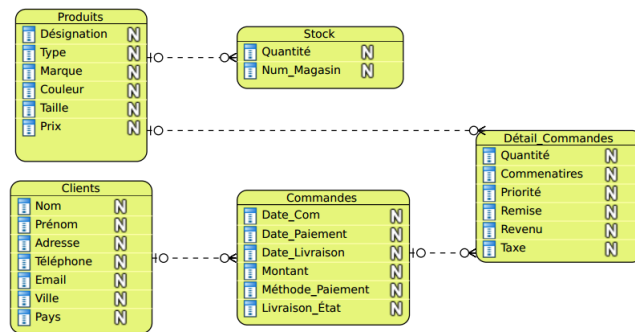 Produits
Désignation N
Type N
Marque N
Couleur N
Taille N
Prix N
Stock
Quantité N
Num_Magasin N
Détail_Commandes
Quantité N
Commenatires N
Priorité N
Remise N
Revenu N
Taxe N
Clients
Nom N
Prénom N
Adresse N
Téléphone N
Email N
Ville N
Pays N
Commandes
Date_Com N
Date_Paiement N
Date_Livraison N
Montant N
Méthode_Paiement N
Livraison_État N